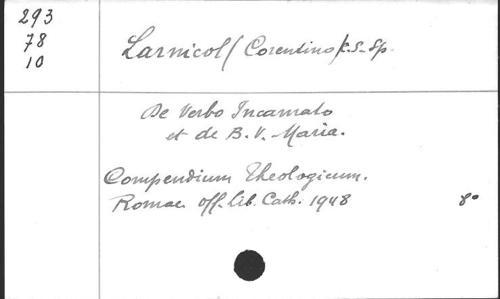 293
78
10
Larnicol (Corentino) c.s.Sp.
De Verbo Incarnato
et de B. V. Maria.
Compendium Theologicum.
Romae Off. Lib. Cath. 1948 8°